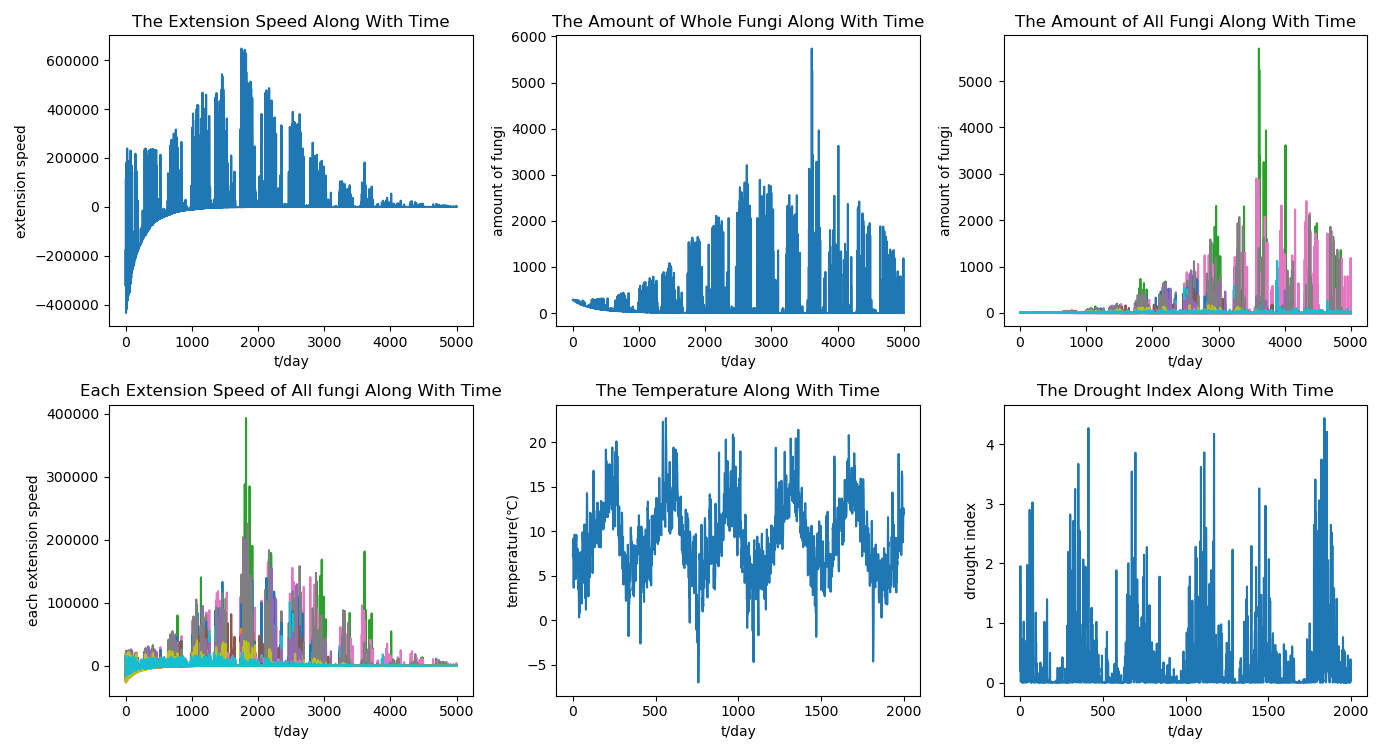 The Extension Speed Along With Time
600000
400000
200000
0
−200000
−400000
extension speed
0 1000 2000 3000 4000 5000
t/day
The Amount of Whole Fungi Along With Time
6000
5000
4000
3000
2000
1000
0
amount of fungi
0 1000 2000 3000 4000 5000
t/day
The Amount of All Fungi Along With Time
5000
4000
3000
2000
1000
0
amount of fungi
0 1000 2000 3000 4000 5000
t/day
Each Extension Speed of All fungi Along With Time
400000
300000
200000
100000
0
each extension speed
0 1000 2000 3000 4000 5000
t/day
The Temperature Along With Time
20
15
10
5
0
−5
temperature(℃)
0 500 1000 1500 2000
t/day
The Drought Index Along With Time
4
3
2
1
0
drought index
0 500 1000 1500 2000
t/day